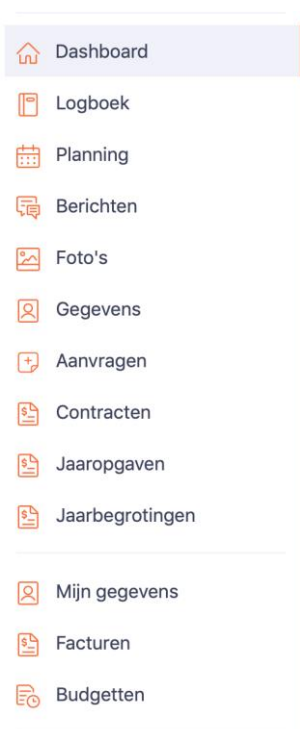 Dashboard
Logboek
Planning
Berichten
Foto's
Gegevens
Aanvragen
Contracten
Jaaropgaven
Jaarbegrotingen
Mijn gegevens
Facturen
Budgetten